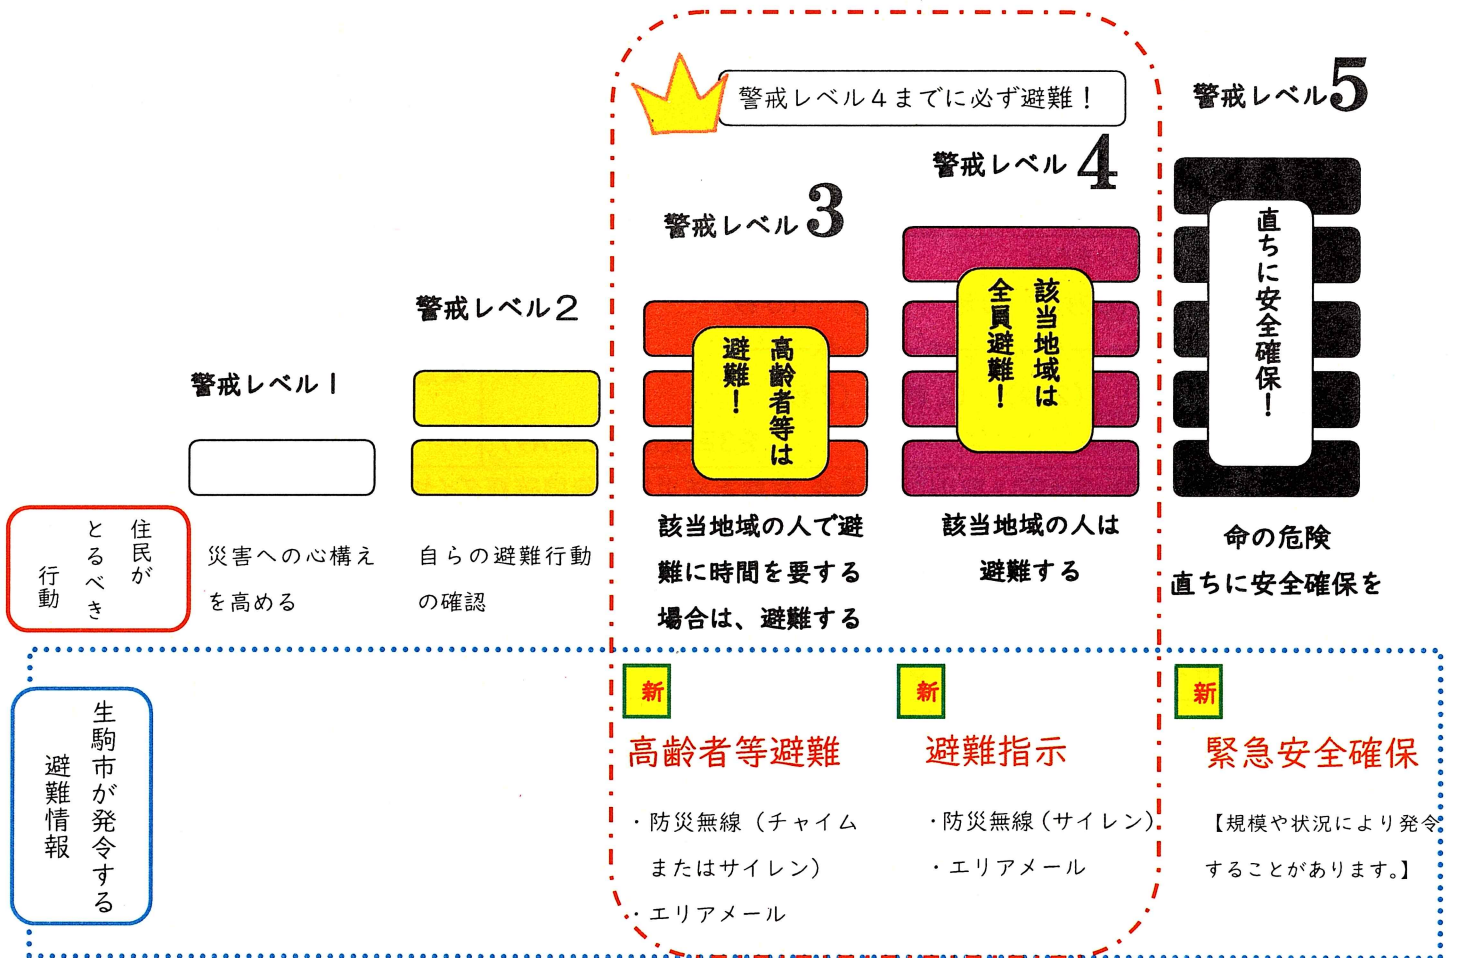 警戒レベル4までに必ず避難！
警戒レベル5
警戒レベル4
警戒レベル3
警戒レベル2
警戒レベル1
高齢者等は
避難！
該当地域は
全員避難！
直ちに安全確保！
住民が
とるべき
行動
災害への心構え
を高める
自らの避難行動
の確認
該当地域の人で避
難に時間を要する
場合は、避難する
該当地域の人は
避難する
命の危険
直ちに安全確保を
生駒市が発令する
避難情報
新
高齢者等避難
・防災無線（チャイム
またはサイレン）
・エリアメール
新
避難指示
・防災無線（サイレン）
・エリアメール
新
緊急安全確保
【規模や状況により発令
することがあります。】